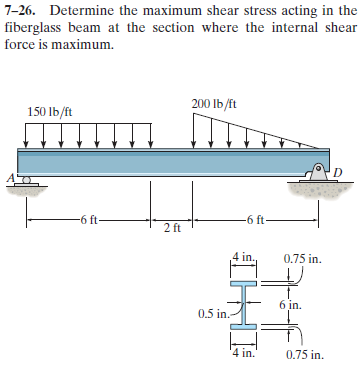 7–26. Determine the maximum shear stress acting in the
fiberglass beam at the section where the internal shear
force is maximum.
200 lb/ft
150 lb/ft
A
D
6 ft
2 ft
6 ft
4 in.
0.75 in.
6 in.
0.5 in.
4 in.
0.75 in.